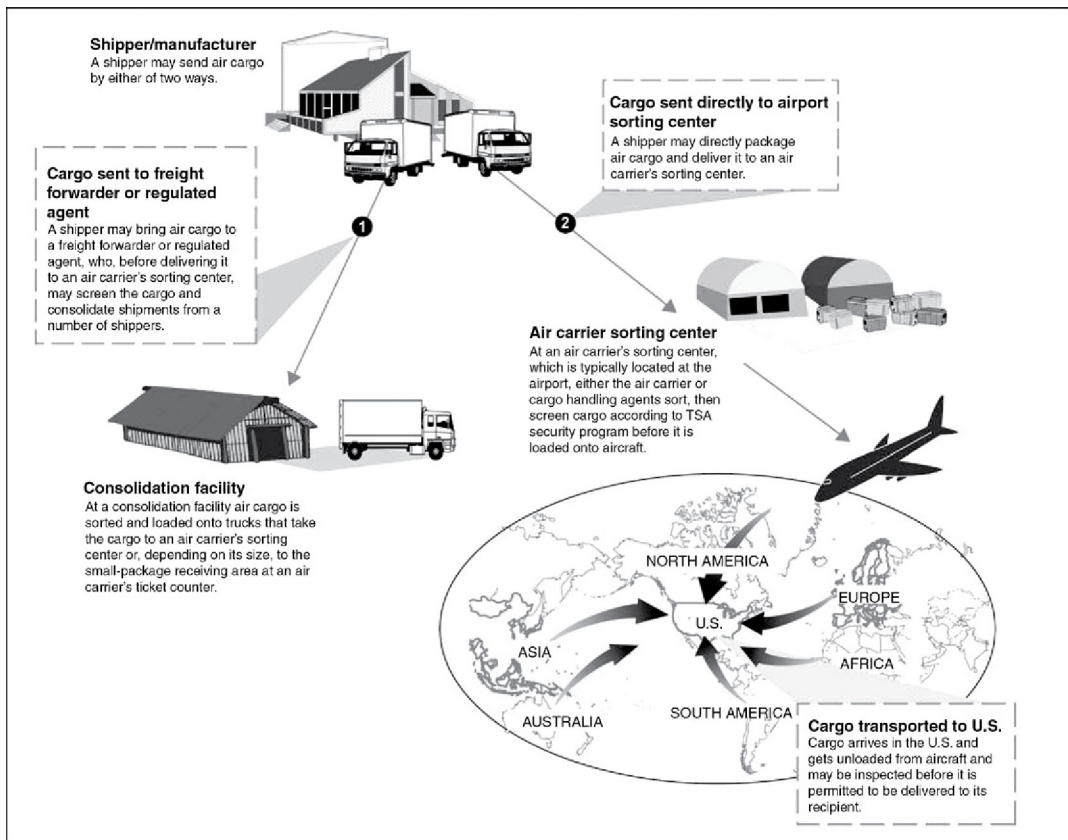 Shipper/manufacturer
A shipper may send air cargo
by either of two ways.
Cargo sent directly to airport
sorting center
A shipper may directly package
air cargo and deliver it to an air
carrier's sorting center.
Cargo sent to freight
forwarder or regulated
agent
A shipper may bring air cargo to
a freight forwarder or regulated
agent, who, before delivering it
to an air carrier's sorting center,
may screen the cargo and
consolidate shipments from a
number of shippers.
1
2
Air carrier sorting center
At an air carrier's sorting center,
which is typically located at the
airport, either the air carrier or
cargo handling agents sort, then
screen cargo according to TSA
security program before it is
loaded onto aircraft.
Consolidation facility
At a consolidation facility air cargo is
sorted and loaded onto trucks that take
the cargo to an air carrier's sorting
center or, depending on its size, to the
small-package receiving area at an air
carrier's ticket counter.
NORTH AMERICA
EUROPE
U.S.
ASIA
AFRICA
AUSTRALIA
SOUTH AMERICA
Cargo transported to U.S.
Cargo arrives in the U.S. and
gets unloaded from aircraft and
may be inspected before it is
permitted to be delivered to its
recipient.